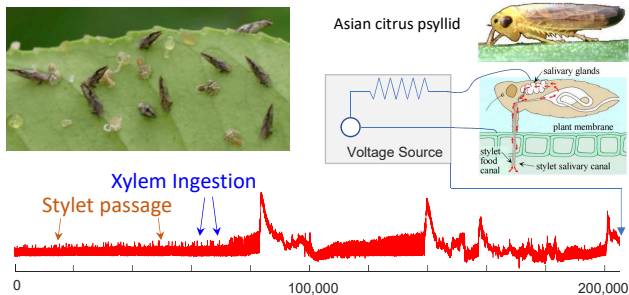 Asian citrus psyllid
salivary glands
plant membrane
Voltage Source
stylet
food
canal
stylet salivary canal
Xylem Ingestion
Stylet passage
0
100,000
200,000